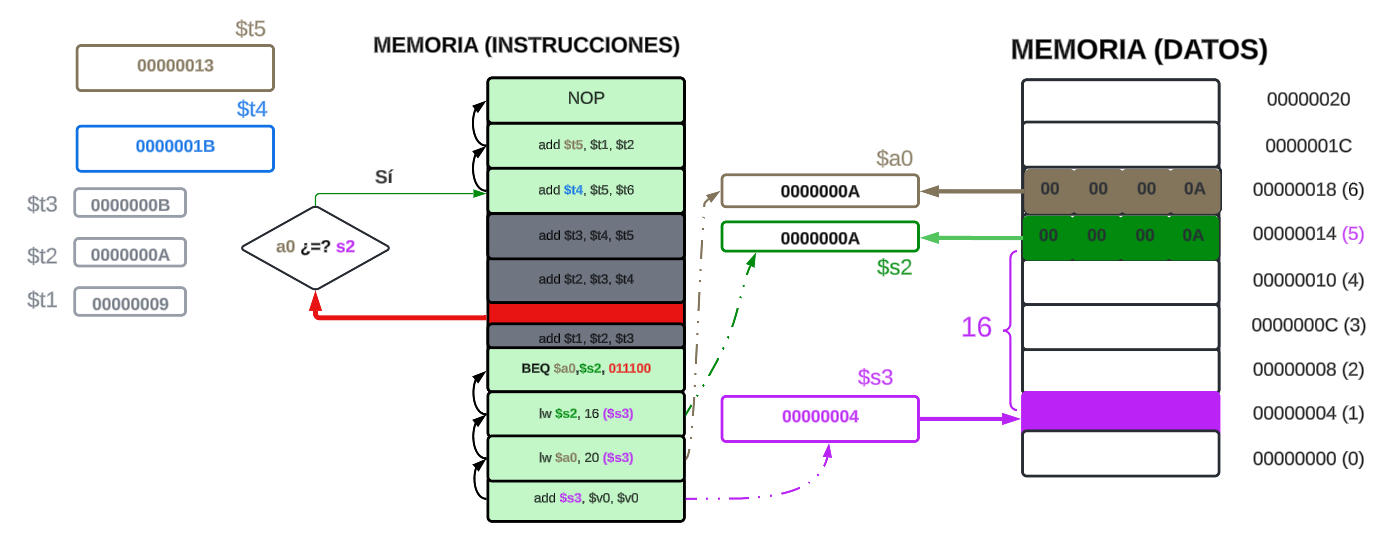 $t5
00000013
$t4
0000001B
$t3
0000000B
$t2
0000000A
$t1
00000009
Sí
a0 ¿=? s2
MEMORIA (INSTRUCCIONES)
NOP
add $t5, $t1, $t2
add $t4, $t5, $t6
add $t3, $t4, $t5
add $t2, $t3, $t4
add $t1, $t2, $t3
BEQ $a0,$s2, 011100
lw $s2, 16 ($s3)
lw $a0, 20 ($s3)
add $s3, $v0, $v0
$a0
0000000A
0000000A
$s2
$s3
00000004
16
MEMORIA (DATOS)
00000020
0000001C
00 00 00 0A 00000018 (6)
00 00 00 0A 00000014 (5)
00000010 (4)
0000000C (3)
00000008 (2)
00000004 (1)
00000000 (0)